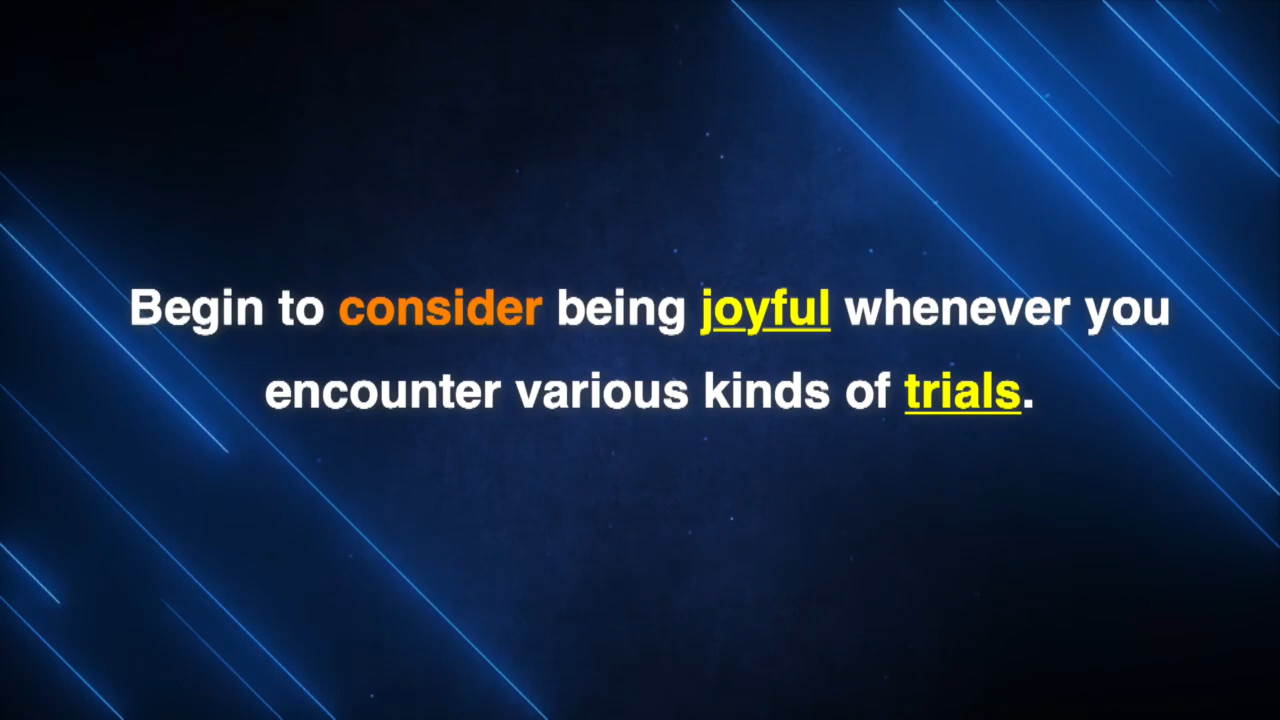 Begin to consider being joyful whenever you
encounter various kinds of trials.